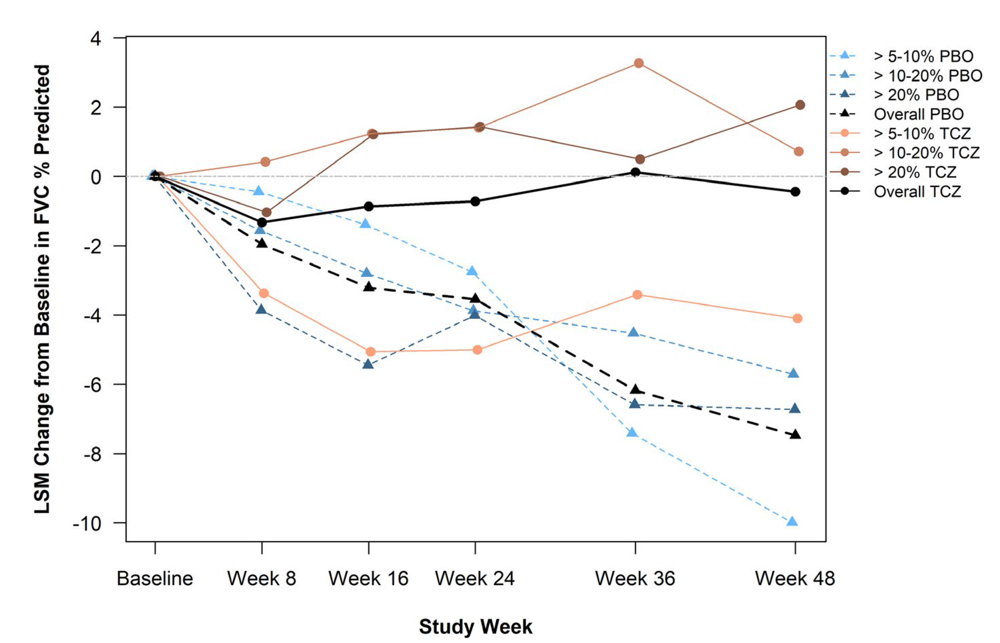 LSM Change from Baseline in FVC % Predicted
4
2
0
-2
-4
-6
-8
-10
Baseline
Week 8
Week 16
Week 24
Week 36
Week 48
Study Week
> 5-10% PBO
> 10-20% PBO
> 20% PBO
Overall PBO
> 5-10% TCZ
> 10-20% TCZ
> 20% TCZ
Overall TCZ